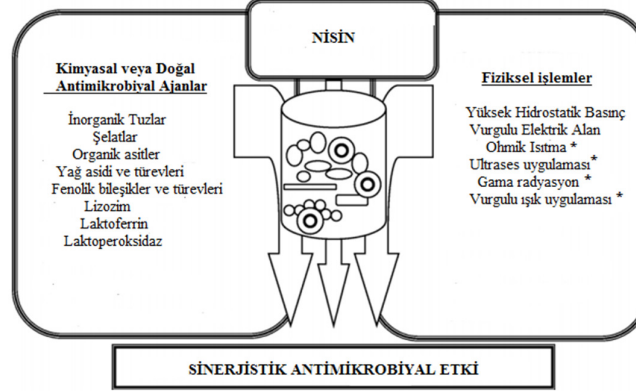 NİSİN
Kimyasal veya Doğal
Antimikrobiyal Ajanlar
İnorganik Tuzlar
Şelatlar
Organik asitler
Yağ asidi ve türevleri
Fenolik bileşikler ve türevleri
Lizozim
Laktoferrin
Laktoperoksidaz
Fiziksel işlemler
Yüksek Hidrostatik Basınç
Vurgulu Elektrik Alan
Ohmik Isıtma *
Ultrases uygulaması*
Gama radyasyon *
Vurgulu ışık uygulaması *
SİNERJİSTİK ANTİMİKROBİYAL ETKİ